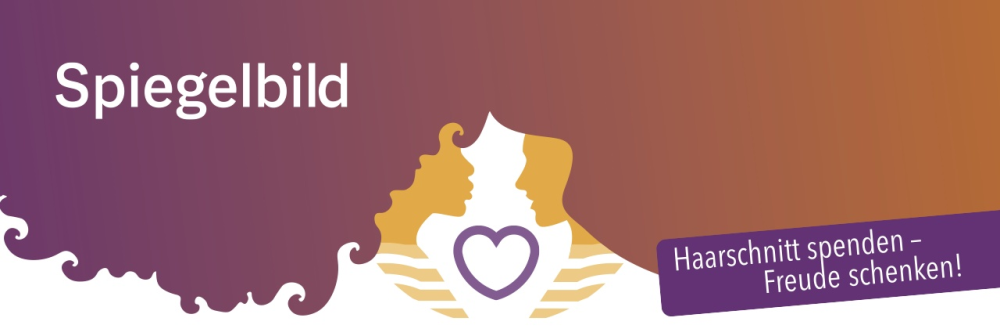 Spiegelbild
Haarschnitt spenden –
Freude schenken!